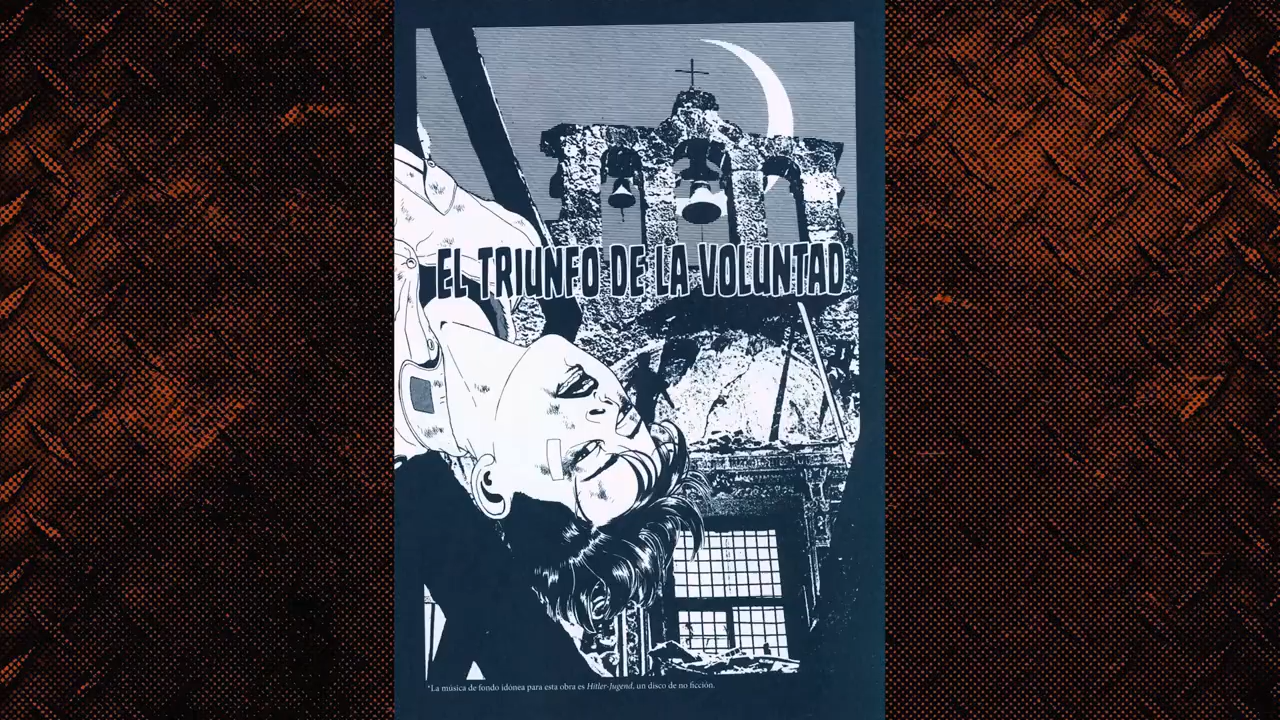 EL TRIUNFO DE LA VOLUNTAD
*La música de fondo idónea para esta obra es Hitler-Jugend, un disco de no ficción.